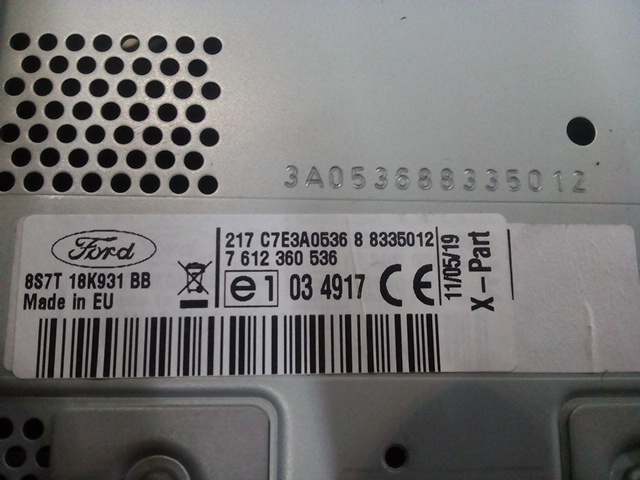 3A053688335012
Ford
8S7T 18K931 BB
Made in EU
217 C7E3A0536 8 8335012
7 612 360 536
e1 03 4917 CE
11/05/19
X-Part